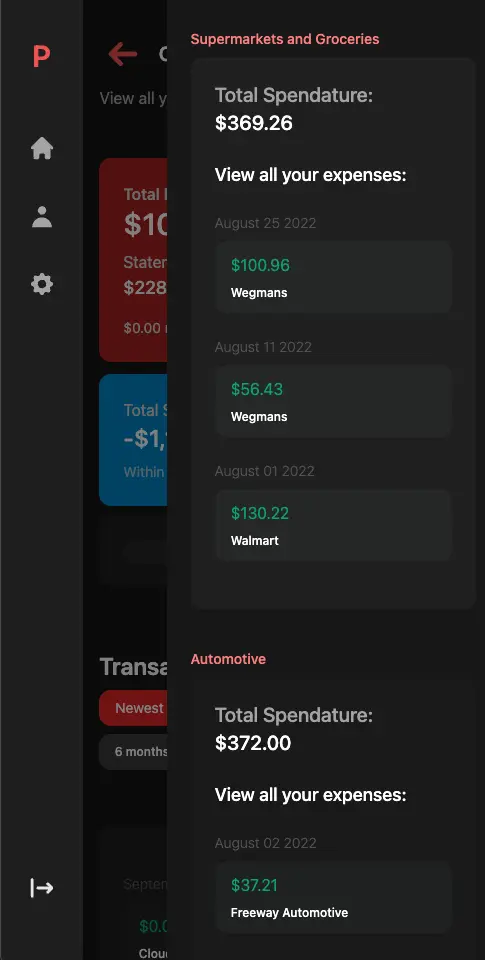 P
View all y
Total
$10
Stater
$228
$0.00
Total S
-$1,
Within
Transa
Newest
6 months
Septen
$0.0
Clou
Supermarkets and Groceries
Total Spendature:
$369.26
View all your expenses:
August 25 2022
$100.96
Wegmans
August 11 2022
$56.43
Wegmans
August 01 2022
$130.22
Walmart
Automotive
Total Spendature:
$372.00
View all your expenses:
August 02 2022
$37.21
Freeway Automotive